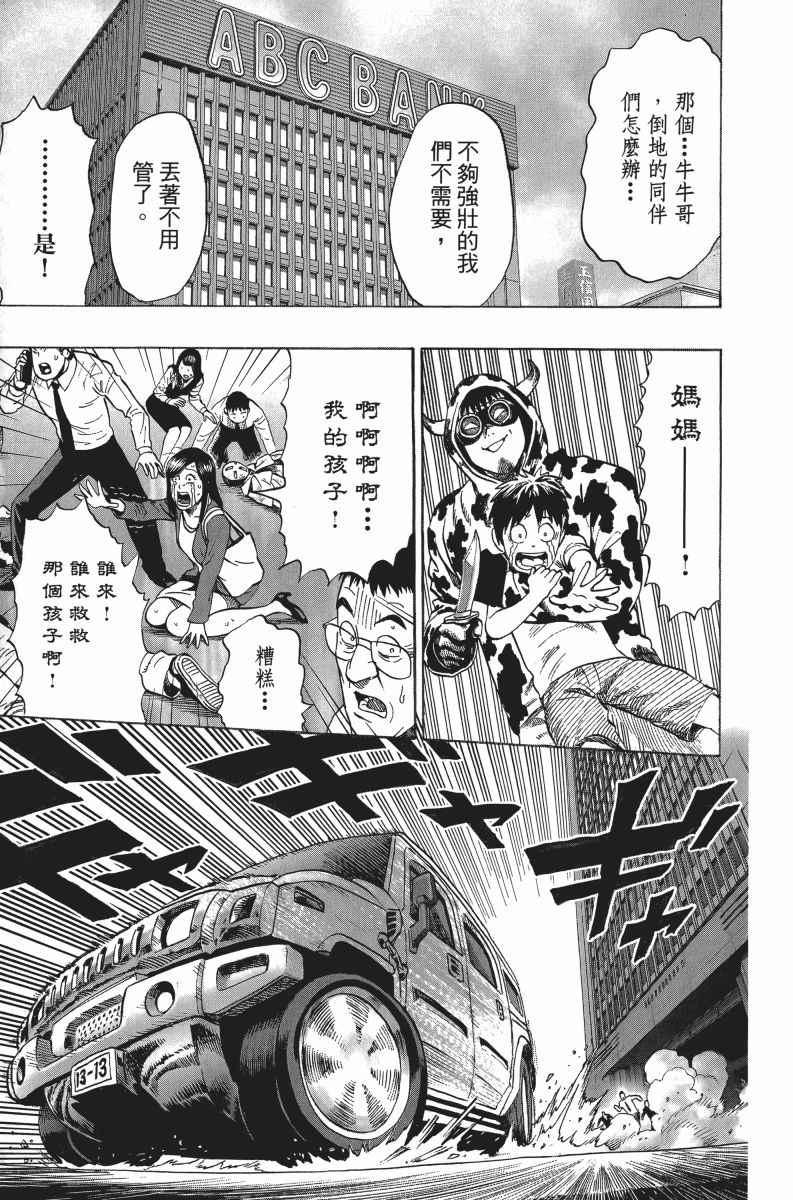 ABC BANK
那個…牛牛哥
，倒地的同伴
們怎麼辦…
不夠強壯的我
們不需要，
丟著不用
管了。
…………是！
王信
媽媽——！
啊啊啊啊…
我的孩子！
糟糕…
誰來！
誰來救救
那個孩子啊！
ギャギャギャ
13-13